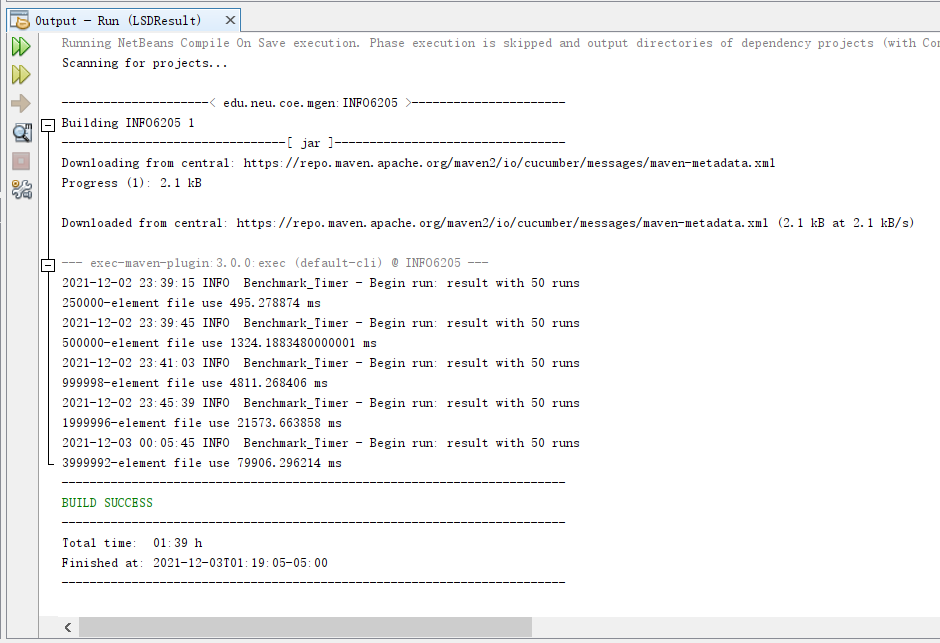 Output - Run (LSDResult)
Running NetBeans Compile On Save execution. Phase execution is skipped and output directories of dependency projects (with Com
Scanning for projects...
---------------------< edu.neu.coe.mgen:INFO6205 >----------------------
Building INFO6205 1
--------------------------------[ jar ]---------------------------------
Downloading from central: https://repo.maven.apache.org/maven2/io/cucumber/messages/maven-metadata.xml
Progress (1): 2.1 kB
Downloaded from central: https://repo.maven.apache.org/maven2/io/cucumber/messages/maven-metadata.xml (2.1 kB at 2.1 kB/s)
--- exec-maven-plugin:3.0.0:exec (default-cli) @ INFO6205 ---
2021-12-02 23:39:15 INFO  Benchmark_Timer - Begin run: result with 50 runs
250000-element file use 495.278874 ms
2021-12-02 23:39:45 INFO  Benchmark_Timer - Begin run: result with 50 runs
500000-element file use 1324.1883480000001 ms
2021-12-02 23:41:03 INFO  Benchmark_Timer - Begin run: result with 50 runs
999998-element file use 4811.268406 ms
2021-12-02 23:45:39 INFO  Benchmark_Timer - Begin run: result with 50 runs
1999996-element file use 21573.663858 ms
2021-12-03 00:05:45 INFO  Benchmark_Timer - Begin run: result with 50 runs
3999992-element file use 79906.296214 ms
------------------------------------------------------------------------
BUILD SUCCESS
------------------------------------------------------------------------
Total time:  01:39 h
Finished at: 2021-12-03T01:19:05-05:00
------------------------------------------------------------------------